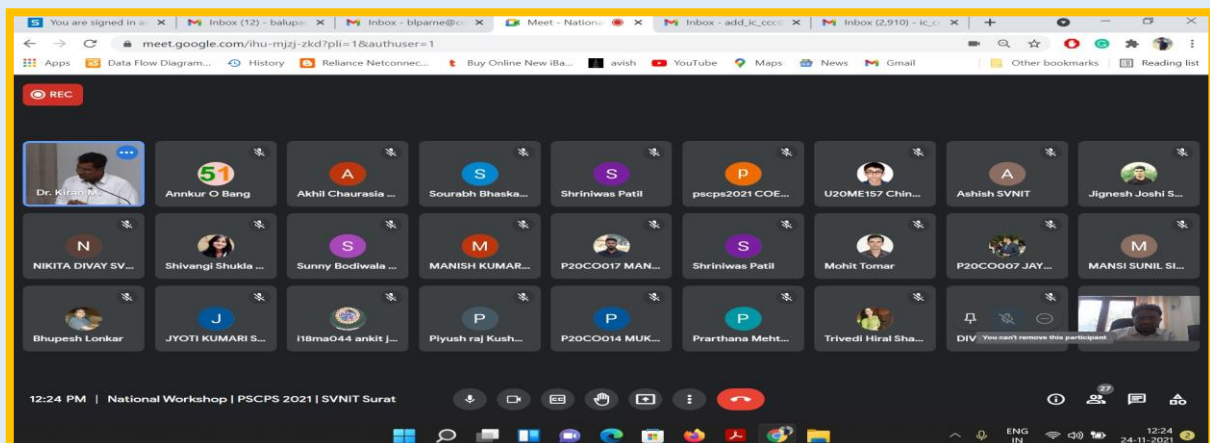 You are signed in a
Inbox (12) - balupar
Inbox - blparne@cc
Meet - National
Inbox - add_ic_ccc
Inbox (2,910) - ic_c
meet.google.com/ihu-mjzj-zkd?pli=1&authuser=1
Apps Data Flow Diagram... History Reliance Netconnec... Buy Online New iBa... avish YouTube Maps News Gmail Other bookmarks Reading list
REC
Dr. Kiran M...
51
Annkur O Bang
A
Akhil Chaurasia ...
S
Sourabh Bhaska...
S
Shriniwas Patil
P
pscps2021 COE...
U20ME157 Chin...
A
Ashish SVNIT
Jignesh Joshi S...
N
NIKITA DIVAY SV...
Shivangi Shukla ...
S
Sunny Bodiwala ...
M
MANISH KUMAR...
P20CO017 MAN...
S
Shriniwas Patil
Mohit Tomar
P20CO007 JAY...
M
MANSI SUNIL SI...
Bhupesh Lonkar
J
JYOTI KUMARI S...
i18ma044 ankit j...
P
Piyush raj Kush...
P
P20CO014 MUK...
P
Prarthana Meht...
Trivedi Hiral Sha...
DIV
You can't remove this participant
12:24 PM | National Workshop | PSCPS 2021 | SVNIT Surat
27
ENG
IN
12:24
24-11-2021
2